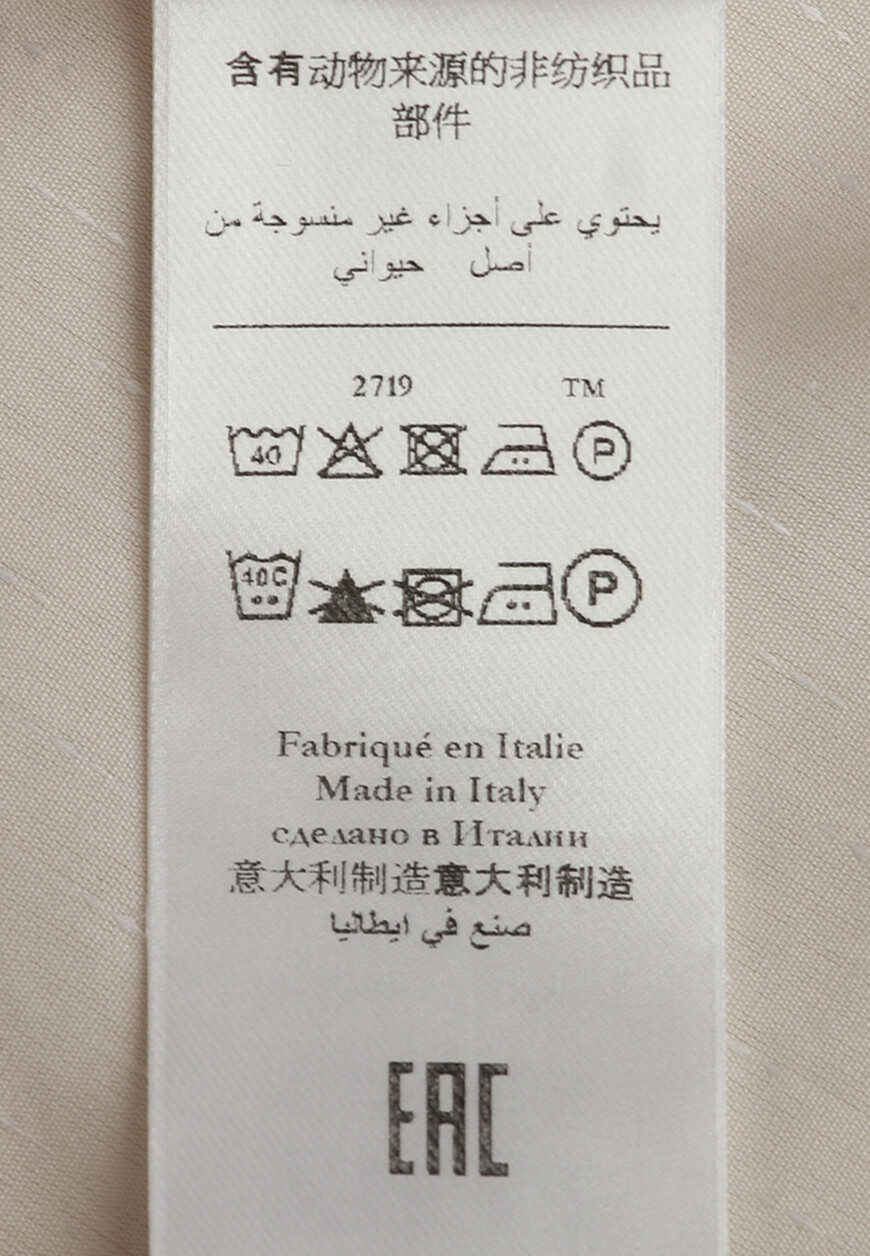 含有动物来源的非纺织品
部件
يحتوي على أجزاء غير منسوجة من
أصل حيواني
2719 TM
40 P
40C P
Fabriqué en Italie
Made in Italy
сделано в Италии
意大利制造意大利制造
صنع في ايطاليا
EAC